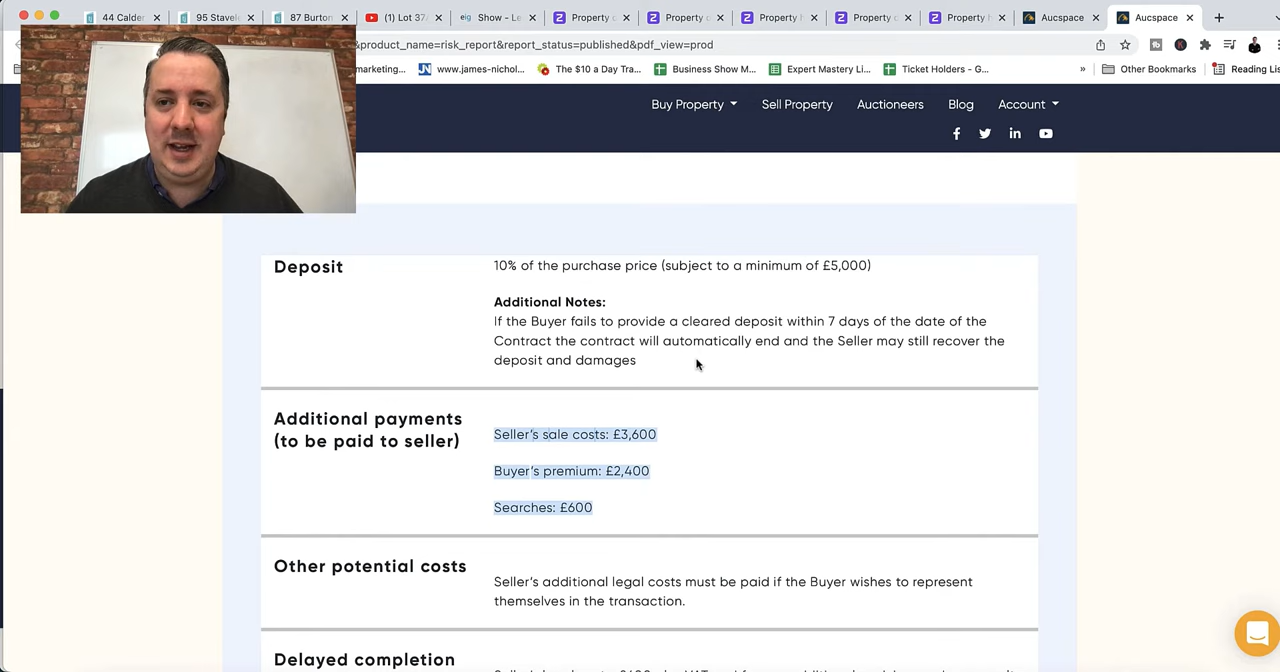 44 Calder
95 Stavel
87 Burton
(1) Lot 37
eig Show - Le
Property c
Property c
Property h
Property c
Property h
Aucspace
Aucspace
&product_name=risk_report&report_status=published&pdf_view=prod
marketing...
www.james-nichol...
The $10 a Day Tra...
Business Show M...
Expert Mastery Li...
Ticket Holders - G...
»
Other Bookmarks
Reading Lis
Buy Property
Sell Property
Auctioneers
Blog
Account
Deposit
10% of the purchase price (subject to a minimum of £5,000)
Additional Notes:
If the Buyer fails to provide a cleared deposit within 7 days of the date of the
Contract the contract will automatically end and the Seller may still recover the
deposit and damages
Additional payments
(to be paid to seller)
Seller's sale costs: £3,600
Buyer's premium: £2,400
Searches: £600
Other potential costs
Seller's additional legal costs must be paid if the Buyer wishes to represent
themselves in the transaction.
Delayed completion